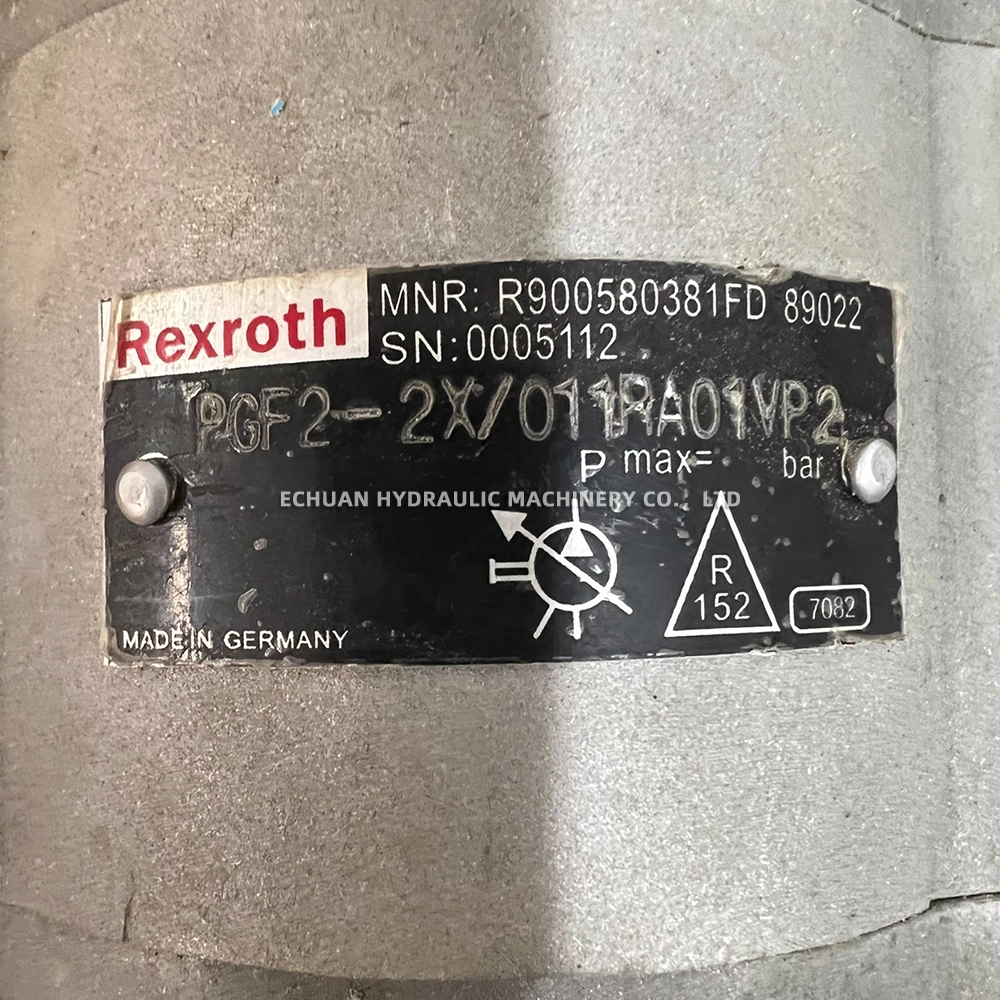 Rexroth
MNR: R900580381FD 89022
SN: 0005112
PGF2-2X/011RA01VP2
P max= bar
ECHUAN HYDRAULIC MACHINERY CO., LTD
R
152
7082
MADE IN GERMANY